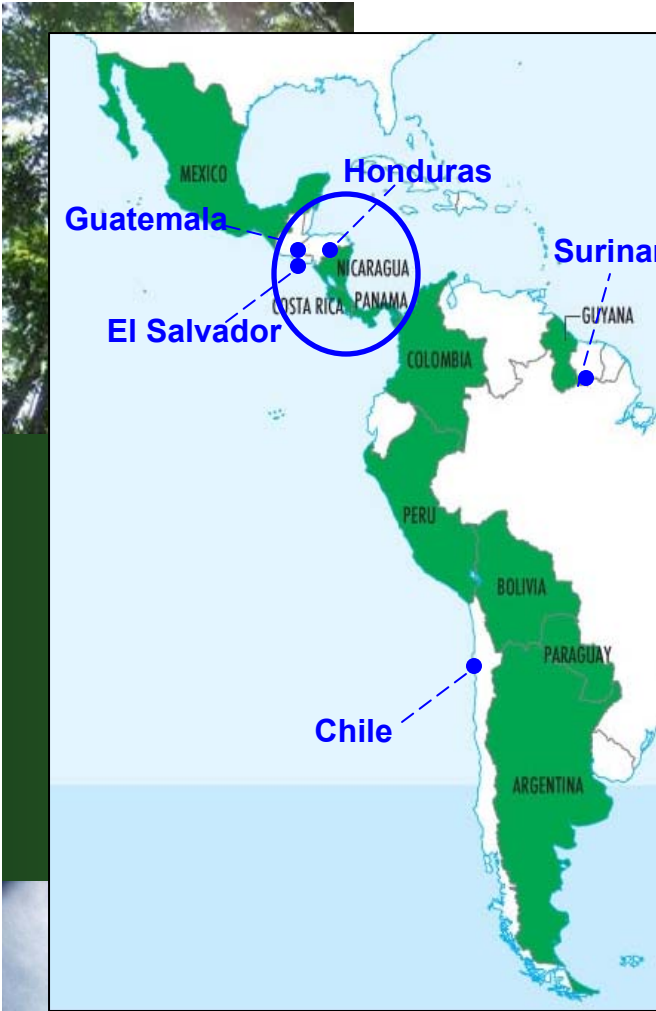 MEXICO
Honduras
Guatemala
Surinam
NICARAGUA
COSTA RICA
PANAMA
GUYANA
El Salvador
COLOMBIA
PERU
BOLIVIA
PARAGUAY
Chile
ARGENTINA